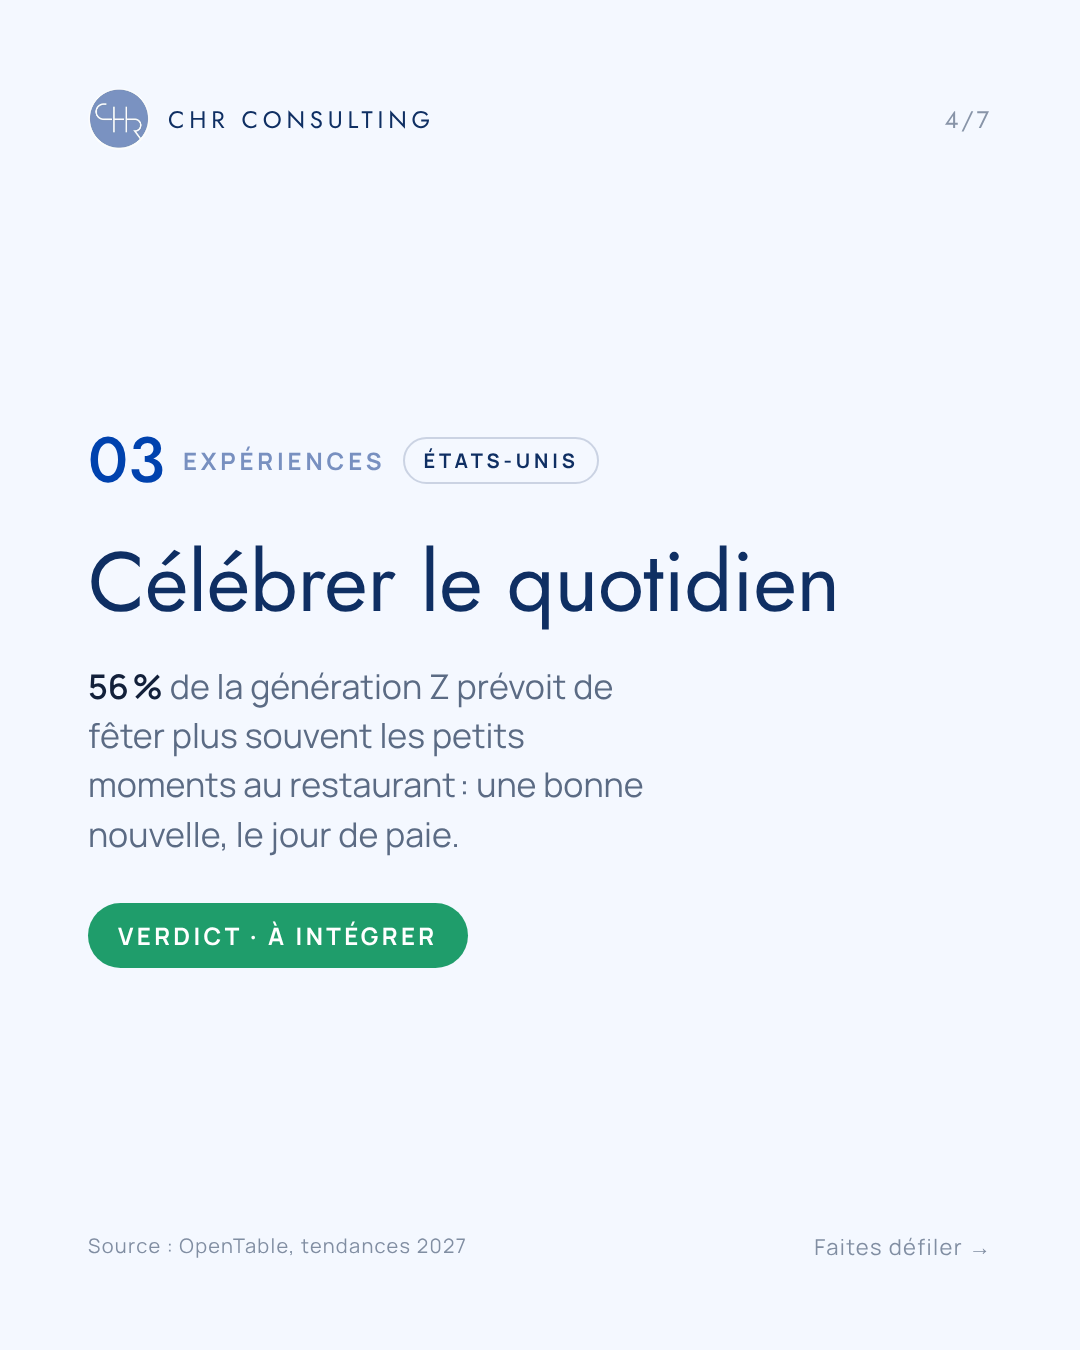 CHR
CHR CONSULTING
4/7
03 EXPÉRIENCES ÉTATS-UNIS
Célébrer le quotidien
56 % de la génération Z prévoit de
fêter plus souvent les petits
moments au restaurant : une bonne
nouvelle, le jour de paie.
VERDICT · À INTÉGRER
Source : OpenTable, tendances 2027
Faites défiler →